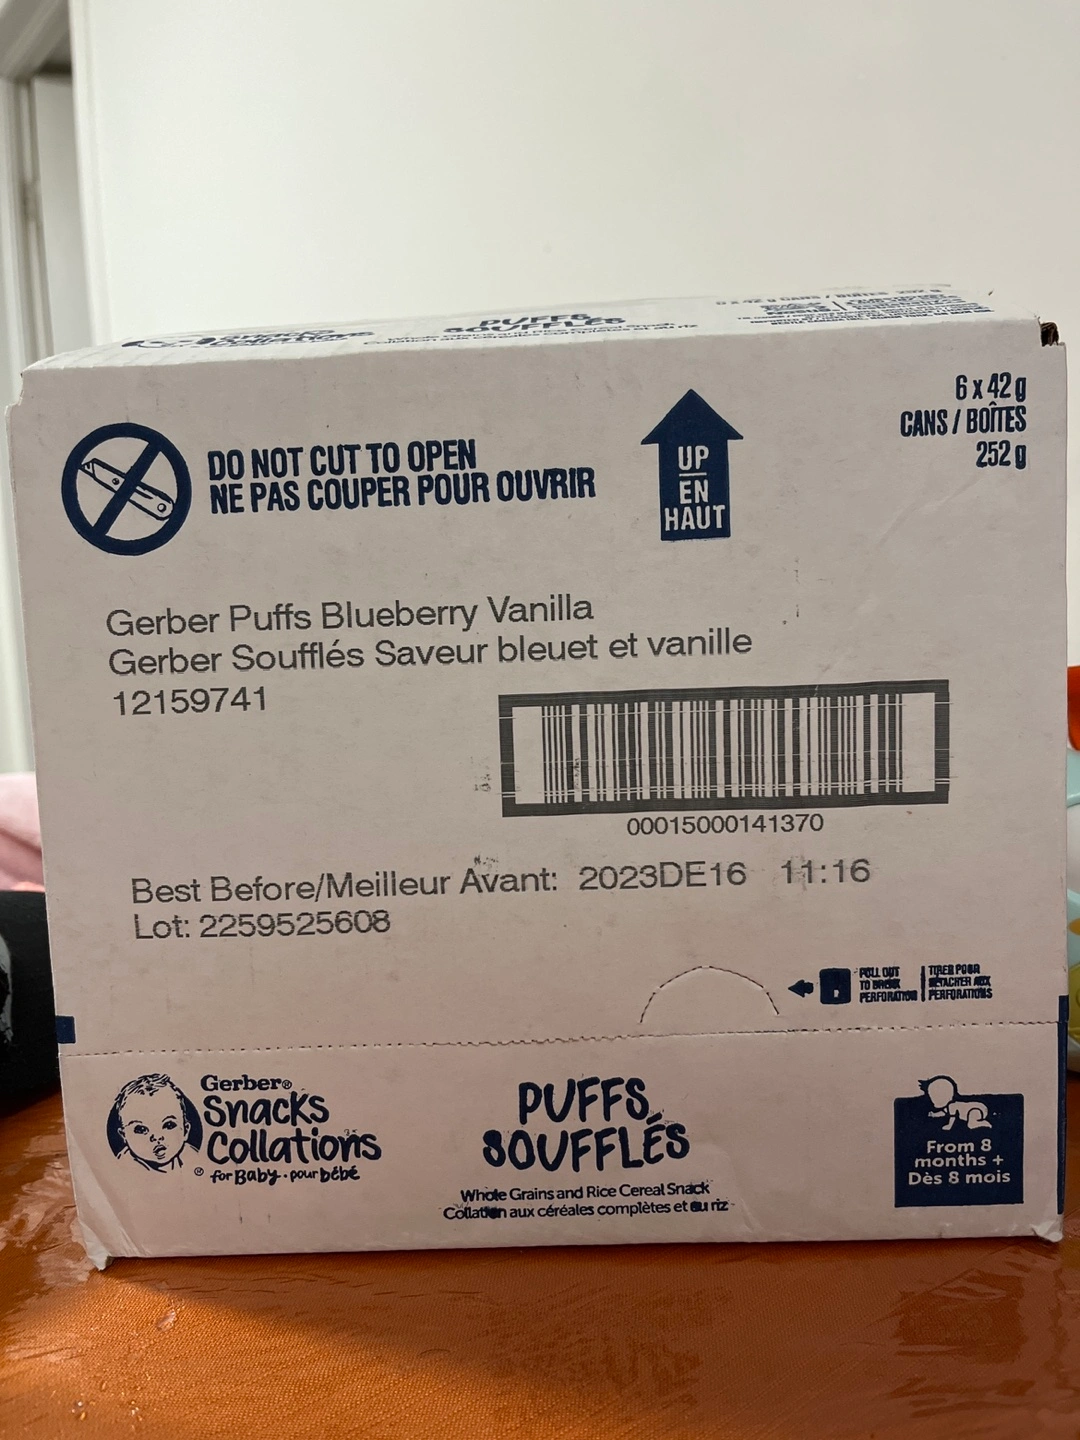 PUFFS
SOUFFLÉS
6 x 42 g
CANS / BOÎTES
252 g
DO NOT CUT TO OPEN
NE PAS COUPER POUR OUVRIR
UP
EN
HAUT
Gerber Puffs Blueberry Vanilla
Gerber Soufflés Saveur bleuet et vanille
12159741
00015000141370
Best Before/Meilleur Avant: 2023DE16 11:16
Lot: 2259525608
PULL OUT
TO BREAK
PERFORATION
TIRER POUR
DÉTACHER AUX
PERFORATIONS
Gerber®
Snacks
Collations
® for Baby • pour bébé
PUFFS
SOUFFLÉS
Whole Grains and Rice Cereal Snack
Collation aux céréales complètes et au riz
From 8
months +
Dès 8 mois